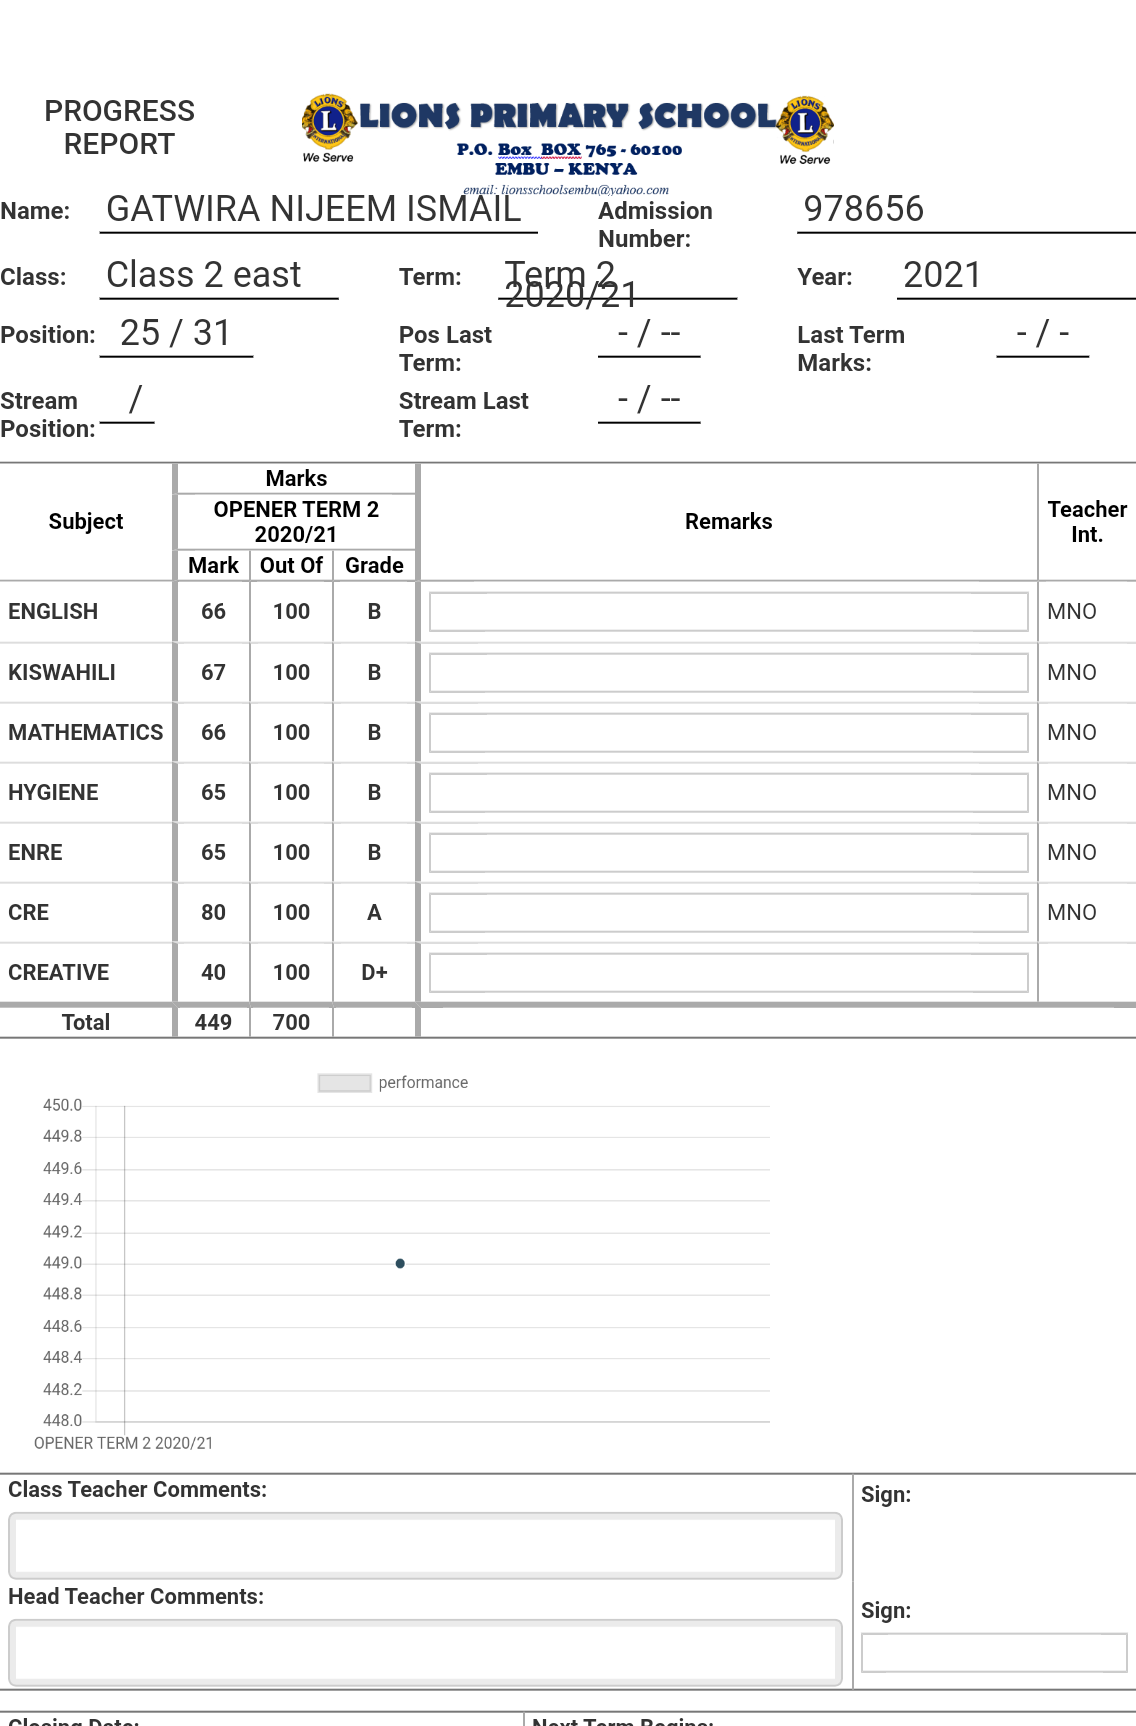 PROGRESS
REPORT
LIONS INTERNATIONAL L We Serve
LIONS PRIMARY SCHOOL
LIONS INTERNATIONAL L We Serve
P.O. Box BOX 765 - 60100
EMBU – KENYA
email: lionsschoolsembu@yahoo.com
Name: GATWIRA NIJEEM ISMAIL Admission Number: 978656
Class: Class 2 east Term: Term 2 2020/21 Year: 2021
Position: 25 / 31 Pos Last Term: - / -- Last Term Marks: - / -
Stream Position: / Stream Last Term: - / --
Subject Marks Remarks Teacher Int.
OPENER TERM 2 2020/21
Mark Out Of Grade
ENGLISH 66 100 B MNO
KISWAHILI 67 100 B MNO
MATHEMATICS 66 100 B MNO
HYGIENE 65 100 B MNO
ENRE 65 100 B MNO
CRE 80 100 A MNO
CREATIVE 40 100 D+
Total 449 700
performance
450.0
449.8
449.6
449.4
449.2
449.0
448.8
448.6
448.4
448.2
448.0
OPENER TERM 2 2020/21
Class Teacher Comments: Sign:
Head Teacher Comments: Sign:
Closing Date: Next Term Begins: